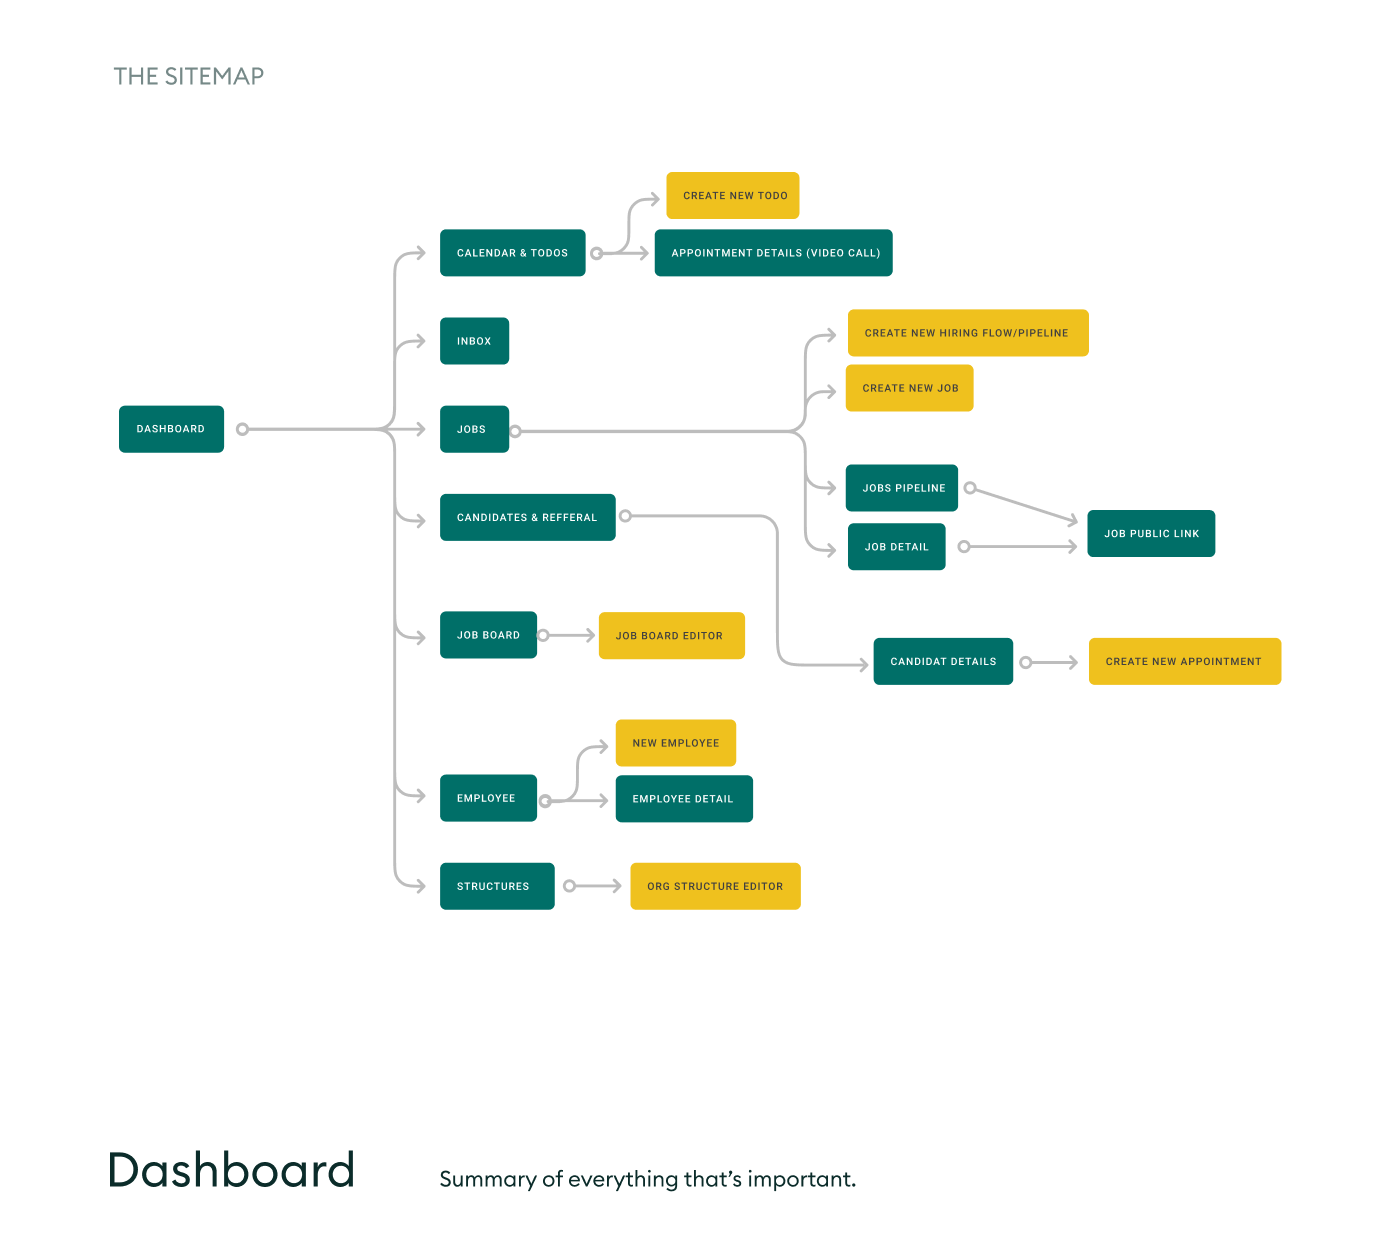 THE SITEMAP
CREATE NEW TODO
CALENDAR & TODOS
APPOINTMENT DETAILS (VIDEO CALL)
CREATE NEW HIRING FLOW/PIPELINE
INBOX
CREATE NEW JOB
DASHBOARD
JOBS
JOBS PIPELINE
CANDIDATES & REFFERAL
JOB PUBLIC LINK
JOB DETAIL
JOB BOARD
JOB BOARD EDITOR
CANDIDAT DETAILS
CREATE NEW APPOINTMENT
NEW EMPLOYEE
EMPLOYEE
EMPLOYEE DETAIL
STRUCTURES
ORG STRUCTURE EDITOR
Dashboard
Summary of everything that’s important.